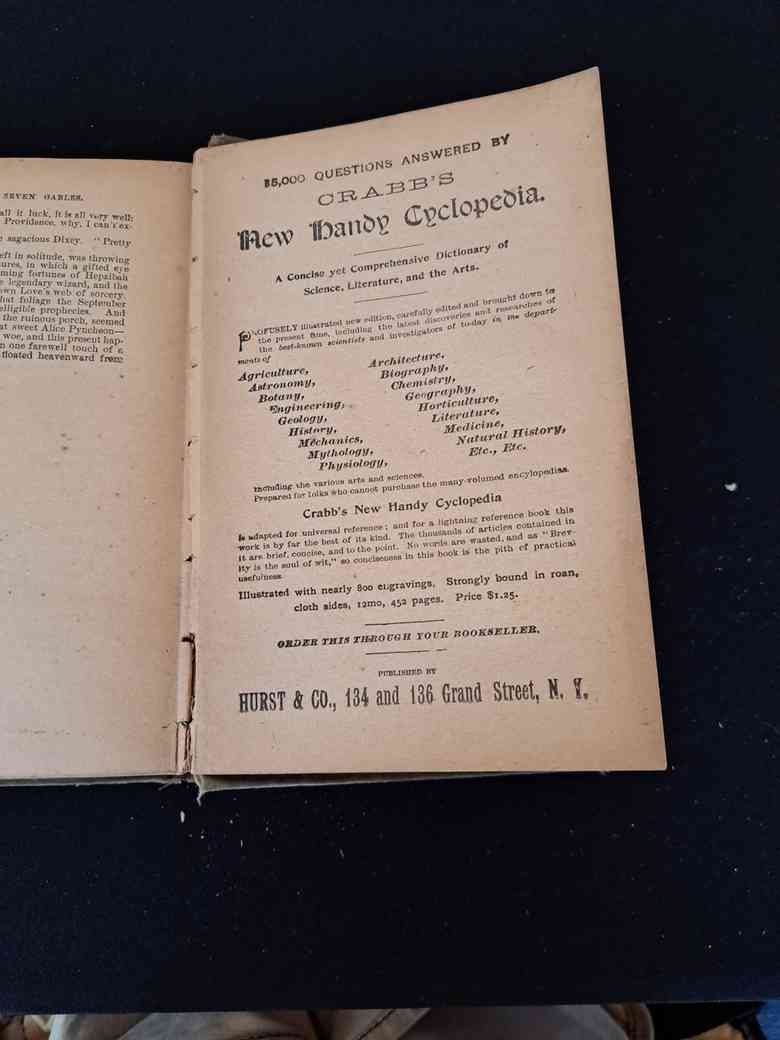 SEVEN GABLES.
all it luck, it is all very well;
Providence, why, I can't ex-
sagacious Dixey. "Pretty
eft in solitude, was throwing
ures, in which a gifted eye
ming fortunes of Hepzibah
e legendary wizard, and the
own Love's web of sorcery.
hat foliage the September
elligible prophecies. And
the ruinous porch, seemed
at sweet Alice Pyncheon—
woe, and this present hap-
n one farewell touch of a
floated heavenward from
35,000 QUESTIONS ANSWERED BY
CRABB'S
New Handy Cyclopedia.
A Concise yet Comprehensive Dictionary of
Science, Literature, and the Arts.
PROFUSELY illustrated new edition, carefully edited and brought down to
the present time, including the latest discoveries and researches of
the best-known scientists and investigators of today in the depart-
ments of
Agriculture,
Astronomy,
Botany,
Engineering,
Geology,
History,
Mechanics,
Mythology,
Physiology,
Architecture,
Biography,
Chemistry,
Geography,
Horticulture,
Literature,
Medicine,
Natural History,
Etc., Etc.
including the various arts and sciences.
Prepared for folks who cannot purchase the many-volumed encyclopedias.
Crabb's New Handy Cyclopedia
is adapted for universal reference; and for a lightning reference book this
work is by far the best of its kind. The thousands of articles contained in
it are brief, concise, and to the point. No words are wasted, and as "Brev-
ity is the soul of wit," so conciseness in this book is the pith of practical
usefulness.
Illustrated with nearly 800 engravings. Strongly bound in roan,
cloth sides, 12mo, 452 pages. Price $1.25.
ORDER THIS THROUGH YOUR BOOKSELLER.
PUBLISHED BY
HURST & CO., 134 and 136 Grand Street, N. Y.